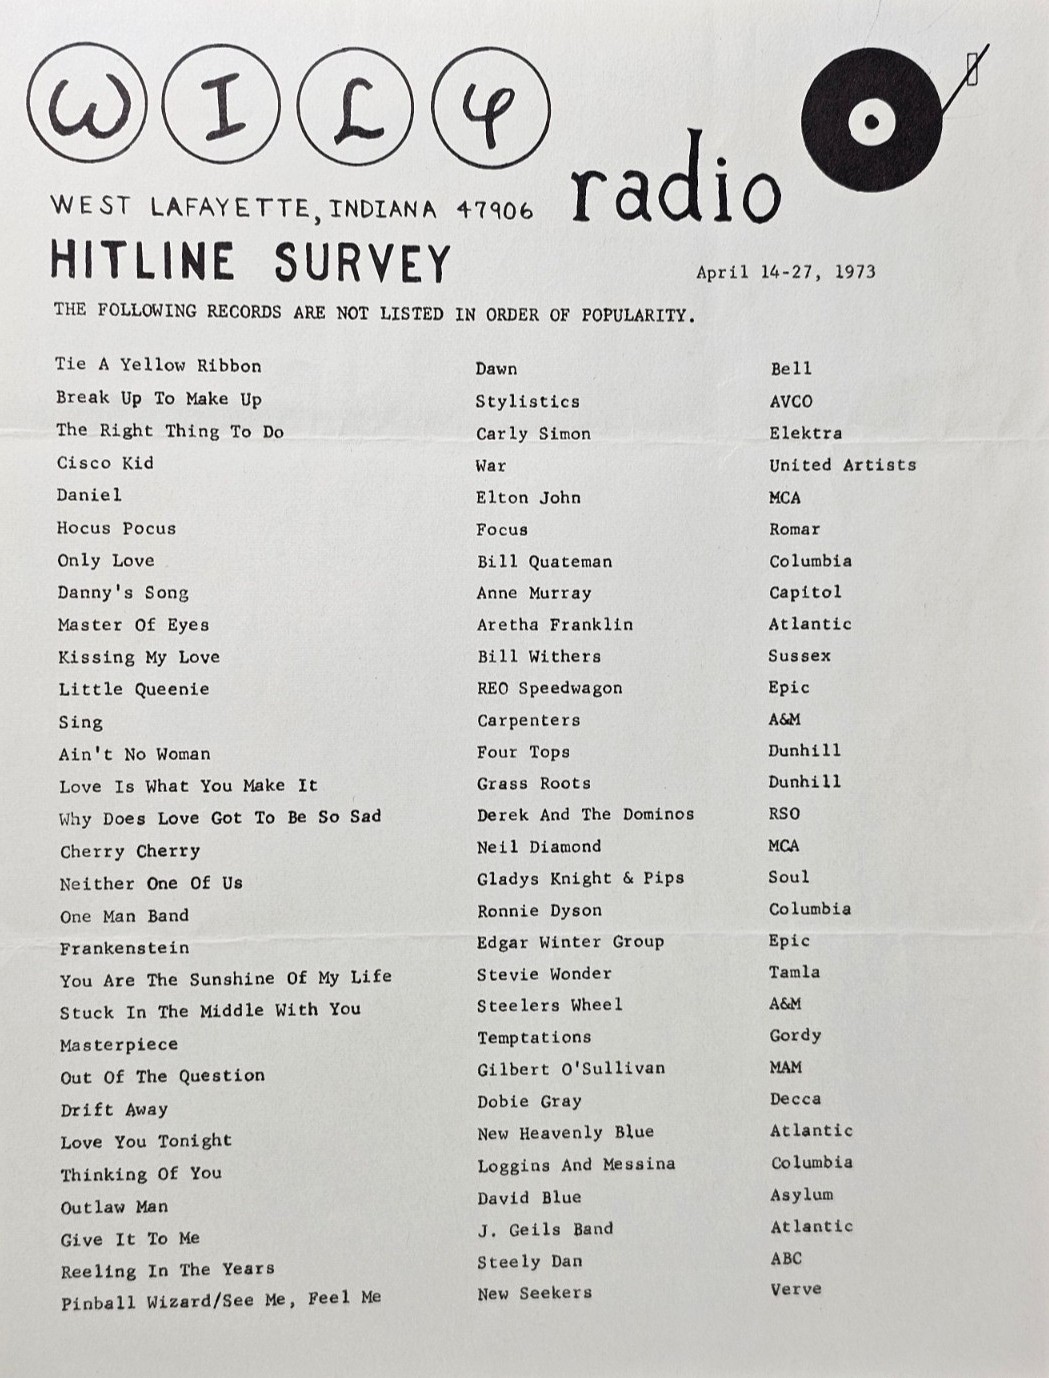 WILY
radio
WEST LAFAYETTE, INDIANA 47906
HITLINE SURVEY
April 14-27, 1973
THE FOLLOWING RECORDS ARE NOT LISTED IN ORDER OF POPULARITY.
Tie A Yellow Ribbon Dawn Bell
Break Up To Make Up Stylistics AVCO
The Right Thing To Do Carly Simon Elektra
Cisco Kid War United Artists
Daniel Elton John MCA
Hocus Pocus Focus Romar
Only Love Bill Quateman Columbia
Danny's Song Anne Murray Capitol
Master Of Eyes Aretha Franklin Atlantic
Kissing My Love Bill Withers Sussex
Little Queenie REO Speedwagon Epic
Sing Carpenters A&M
Ain't No Woman Four Tops Dunhill
Love Is What You Make It Grass Roots Dunhill
Why Does Love Got To Be So Sad Derek And The Dominos RSO
Cherry Cherry Neil Diamond MCA
Neither One Of Us Gladys Knight & Pips Soul
One Man Band Ronnie Dyson Columbia
Frankenstein Edgar Winter Group Epic
You Are The Sunshine Of My Life Stevie Wonder Tamla
Stuck In The Middle With You Steelers Wheel A&M
Masterpiece Temptations Gordy
Out Of The Question Gilbert O'Sullivan MAM
Drift Away Dobie Gray Decca
Love You Tonight New Heavenly Blue Atlantic
Thinking Of You Loggins And Messina Columbia
Outlaw Man David Blue Asylum
Give It To Me J. Geils Band Atlantic
Reeling In The Years Steely Dan ABC
Pinball Wizard/See Me, Feel Me New Seekers Verve